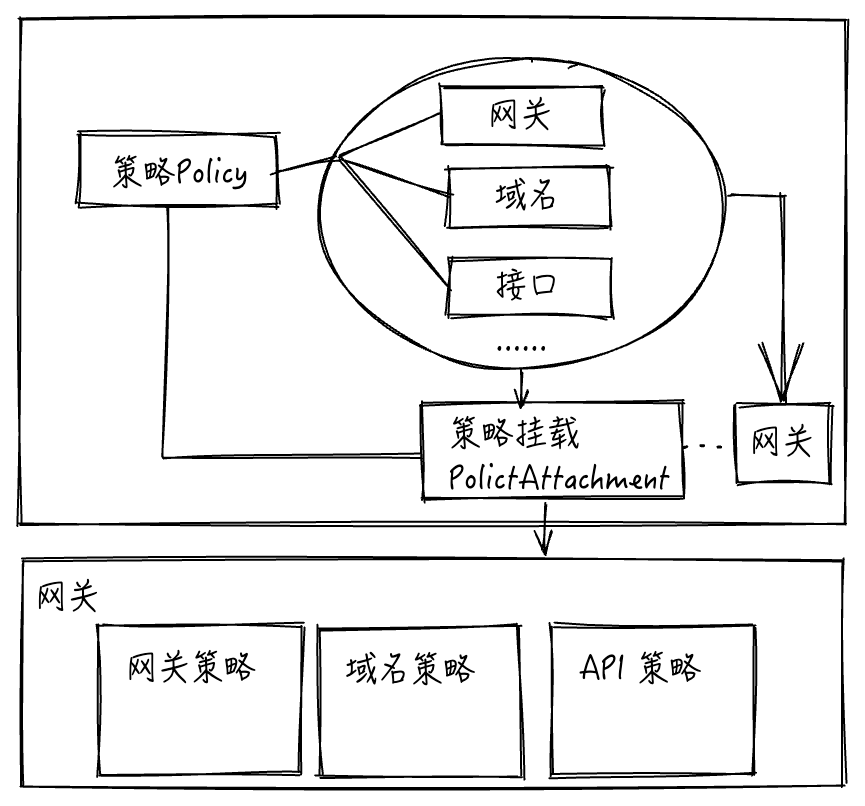 网关
策略Policy
域名
接口
......
策略挂载
PolictAttachment
...
网关
网关
网关策略
域名策略
API 策略